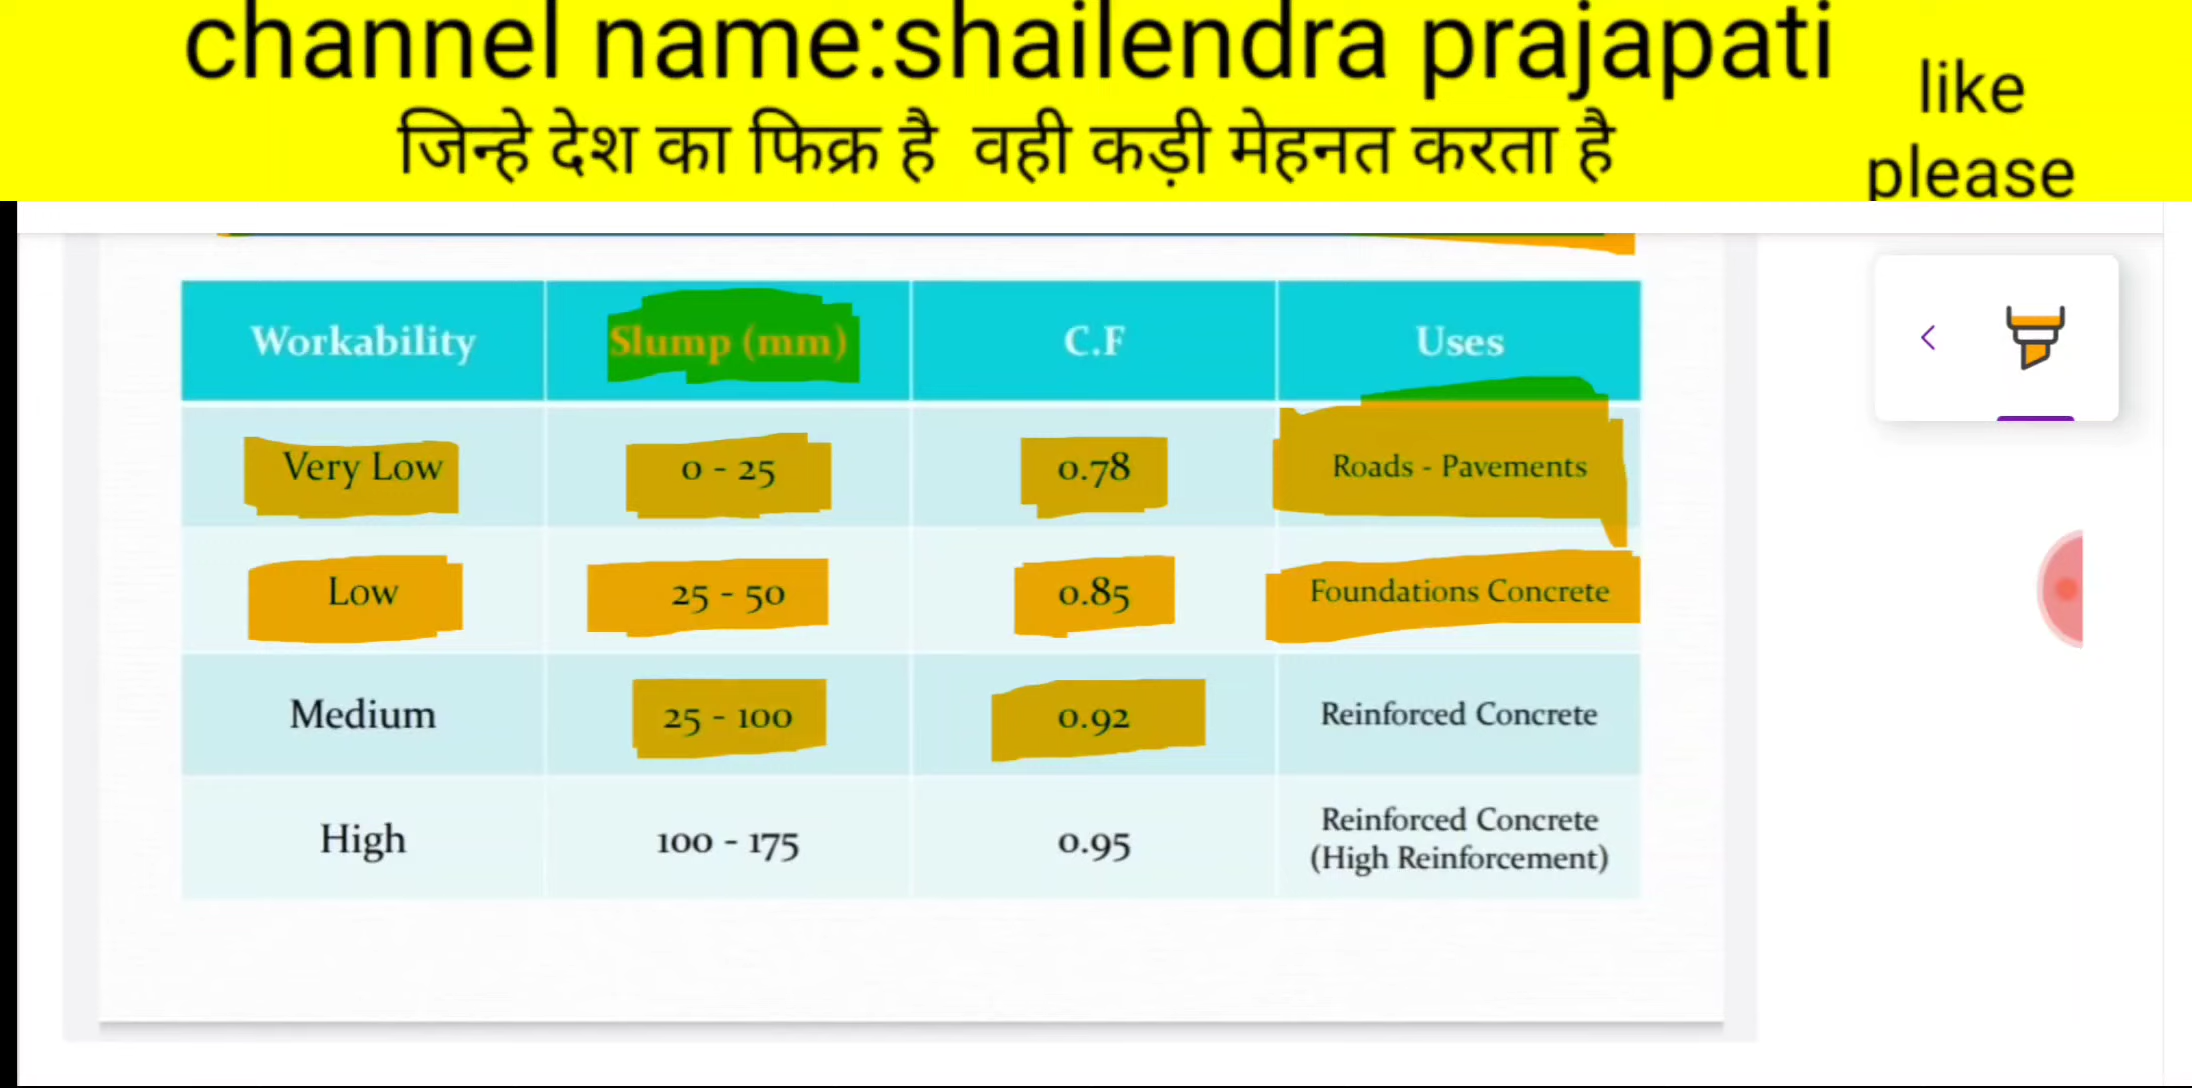 channel name:shailendra prajapati
like
please
जिन्हे देश का फिक्र है वही कड़ी मेहनत करता है
Workability Slump (mm) C.F Uses
Very Low 0 - 25 0.78 Roads - Pavements
Low 25 - 50 0.85 Foundations Concrete
Medium 25 - 100 0.92 Reinforced Concrete
High 100 - 175 0.95 Reinforced Concrete
(High Reinforcement)